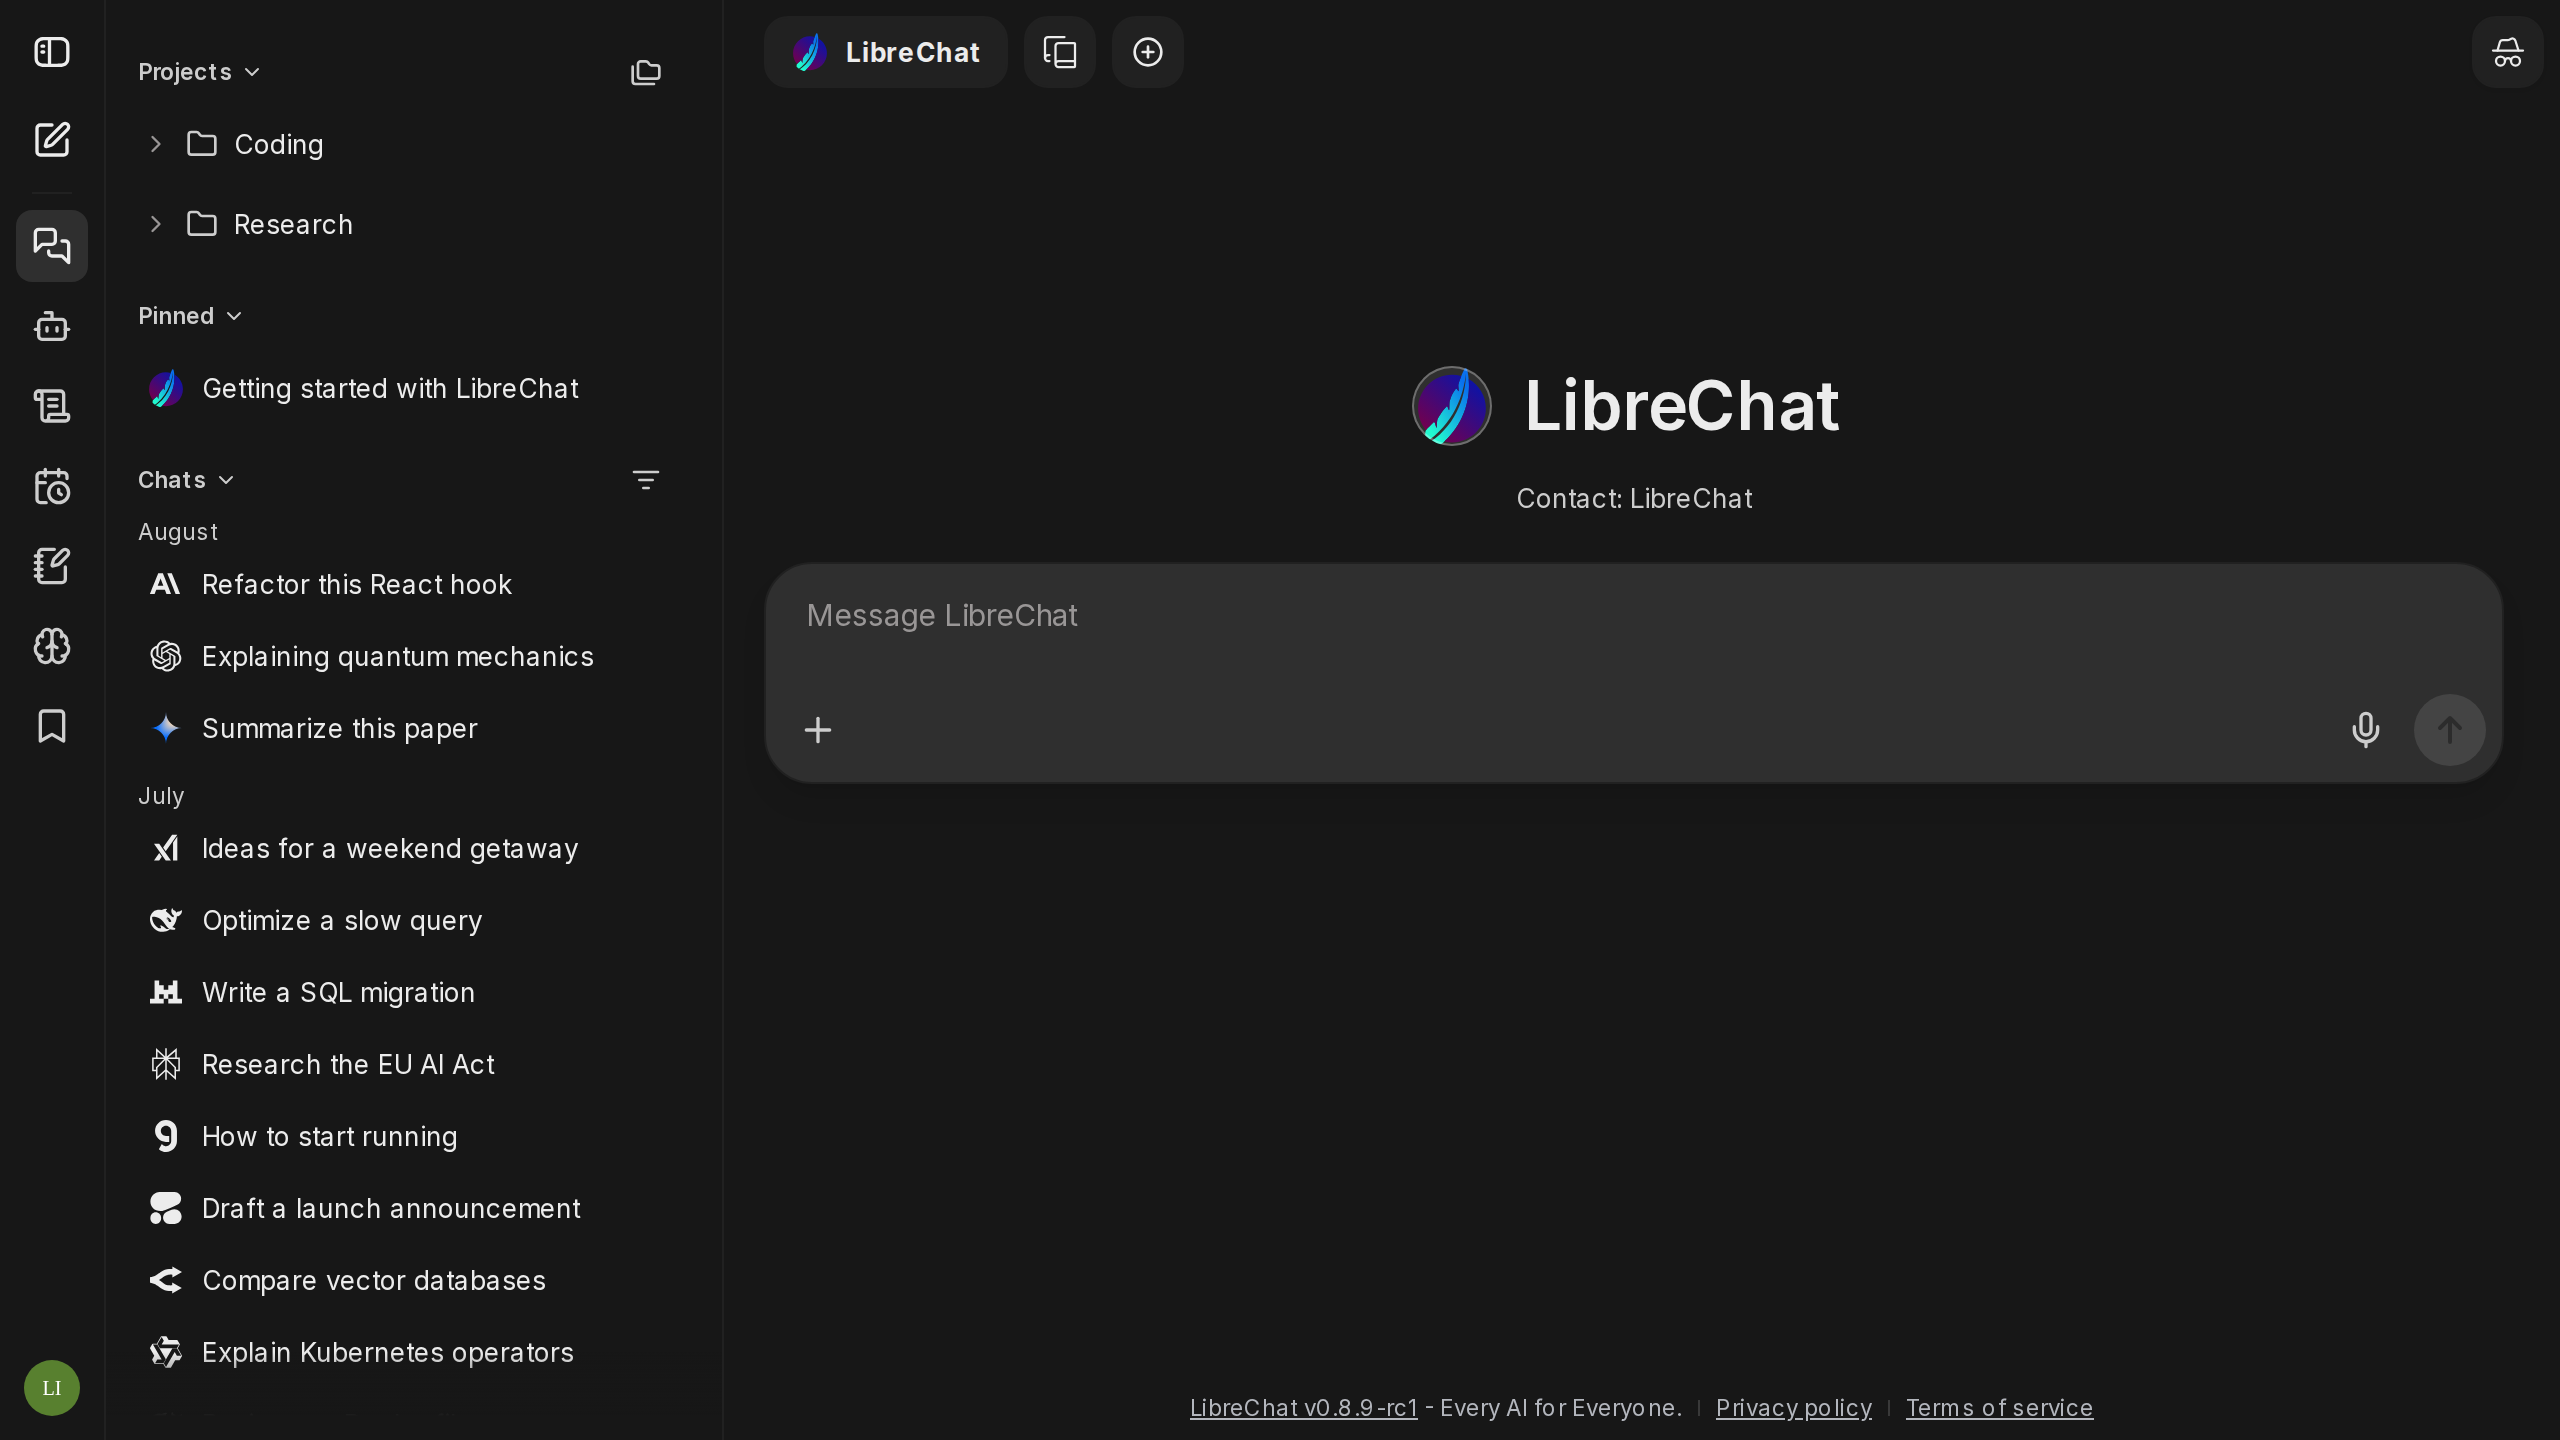 Projects
Coding
Research
Pinned
Getting started with LibreChat
Chats
August
Refactor this React hook
Explaining quantum mechanics
Summarize this paper
July
Ideas for a weekend getaway
Optimize a slow query
Write a SQL migration
Research the EU AI Act
How to start running
Draft a launch announcement
Compare vector databases
Explain Kubernetes operators
LI
LibreChat
LibreChat
Contact: LibreChat
Message LibreChat
LibreChat v0.8.9-rc1 - Every AI for Everyone. Privacy policy Terms of service